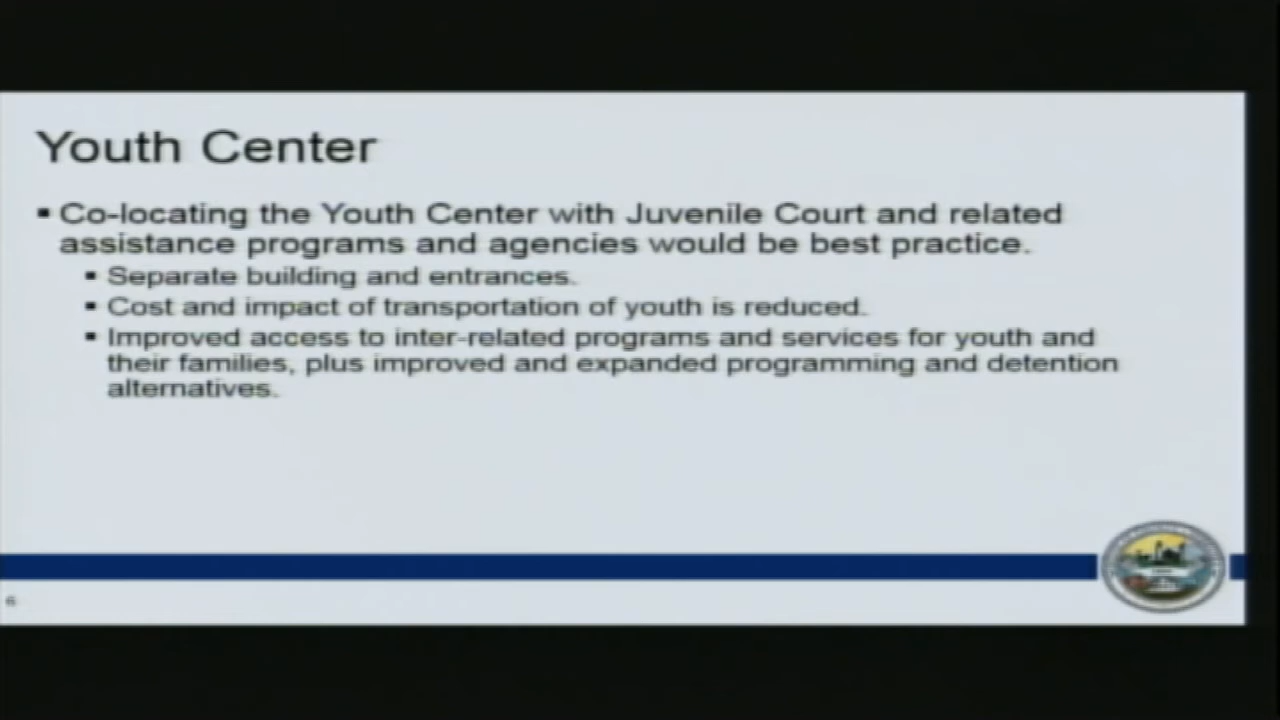 Youth Center
▪ Co-locating the Youth Center with Juvenile Court and related
assistance programs and agencies would be best practice.
▪ Separate building and entrances.
▪ Cost and impact of transportation of youth is reduced.
▪ Improved access to inter-related programs and services for youth and
their families, plus improved and expanded programming and detention
alternatives.
6